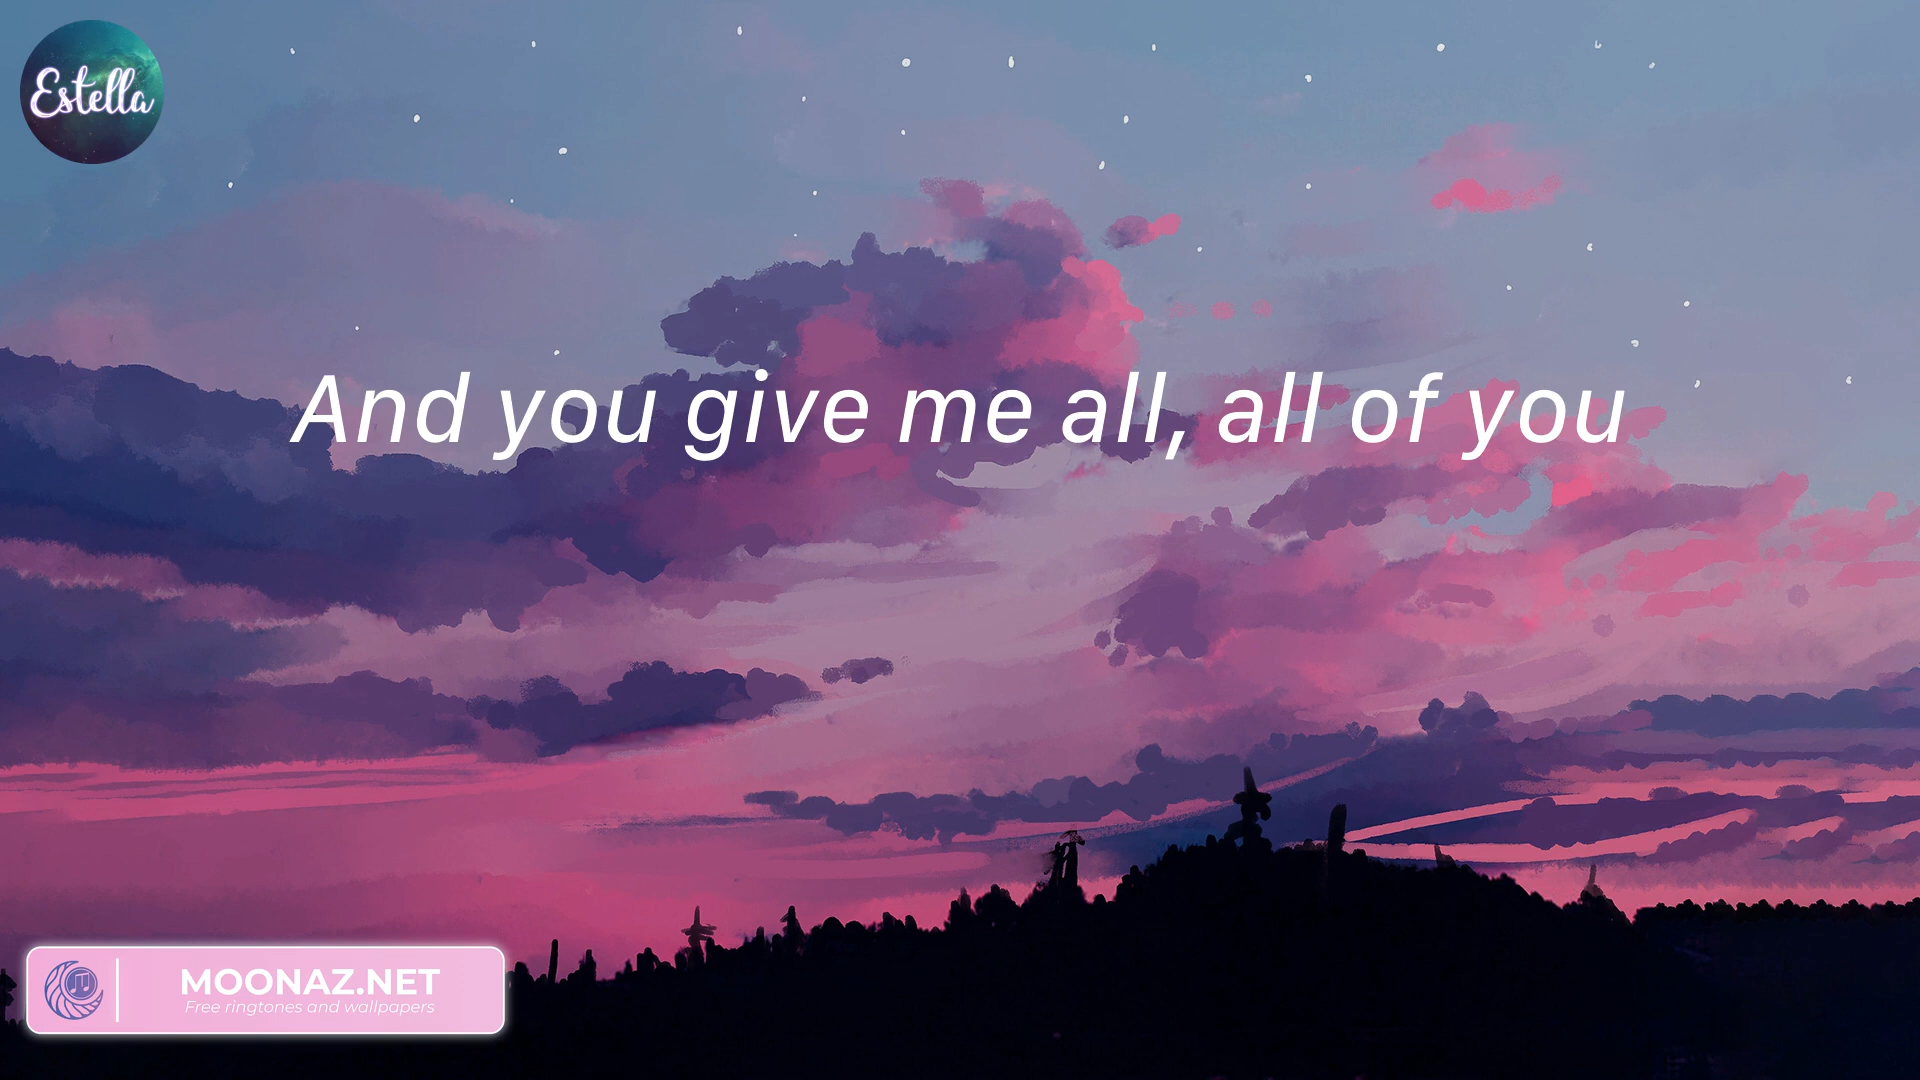 Estella
And you give me all, all of you
MOONAZ.NET
Free ringtones and wallpapers